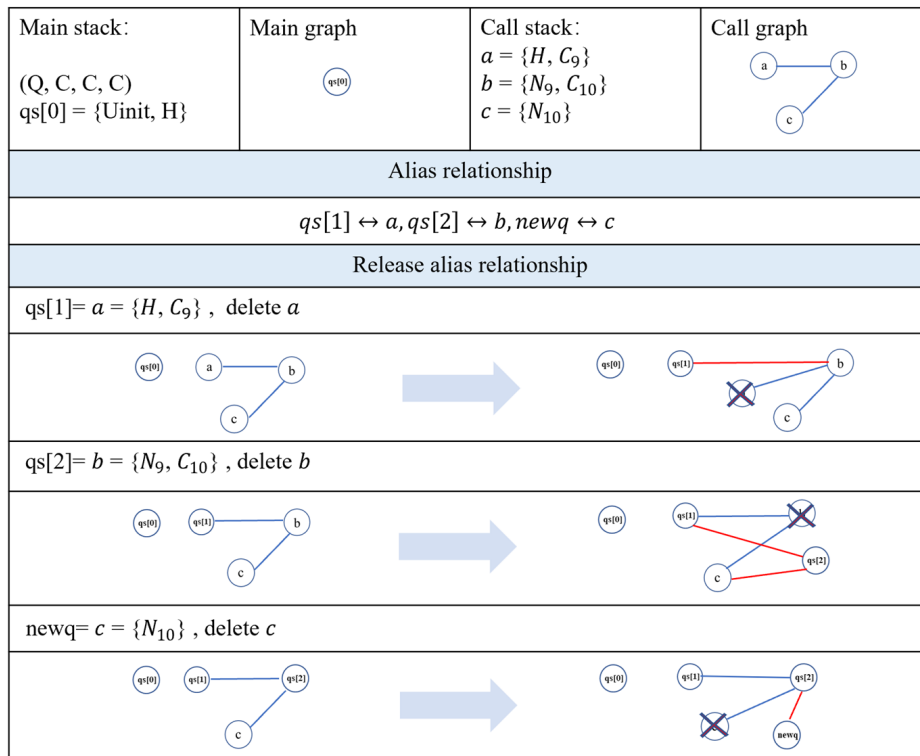 Main stack:
(Q, C, C, C)
qs[0] = {Uinit, H}
Main graph
qs[0]
Call stack:
a = {H, C₉}
b = {N₉, C₁₀}
c = {N₁₀}
Call graph
a
b
c
Alias relationship
qs[1] ↔ a, qs[2] ↔ b, newq ↔ c
Release alias relationship
qs[1]= a = {H, C₉} , delete a
qs[0] a b
c
qs[0] qs[1] b
c
qs[2]= b = {N₉, C₁₀} , delete b
qs[0] qs[1] b
c
qs[0] qs[1]
qs[2]
c
newq= c = {N₁₀} , delete c
qs[0] qs[1] qs[2]
c
qs[0] qs[1] qs[2]
newq